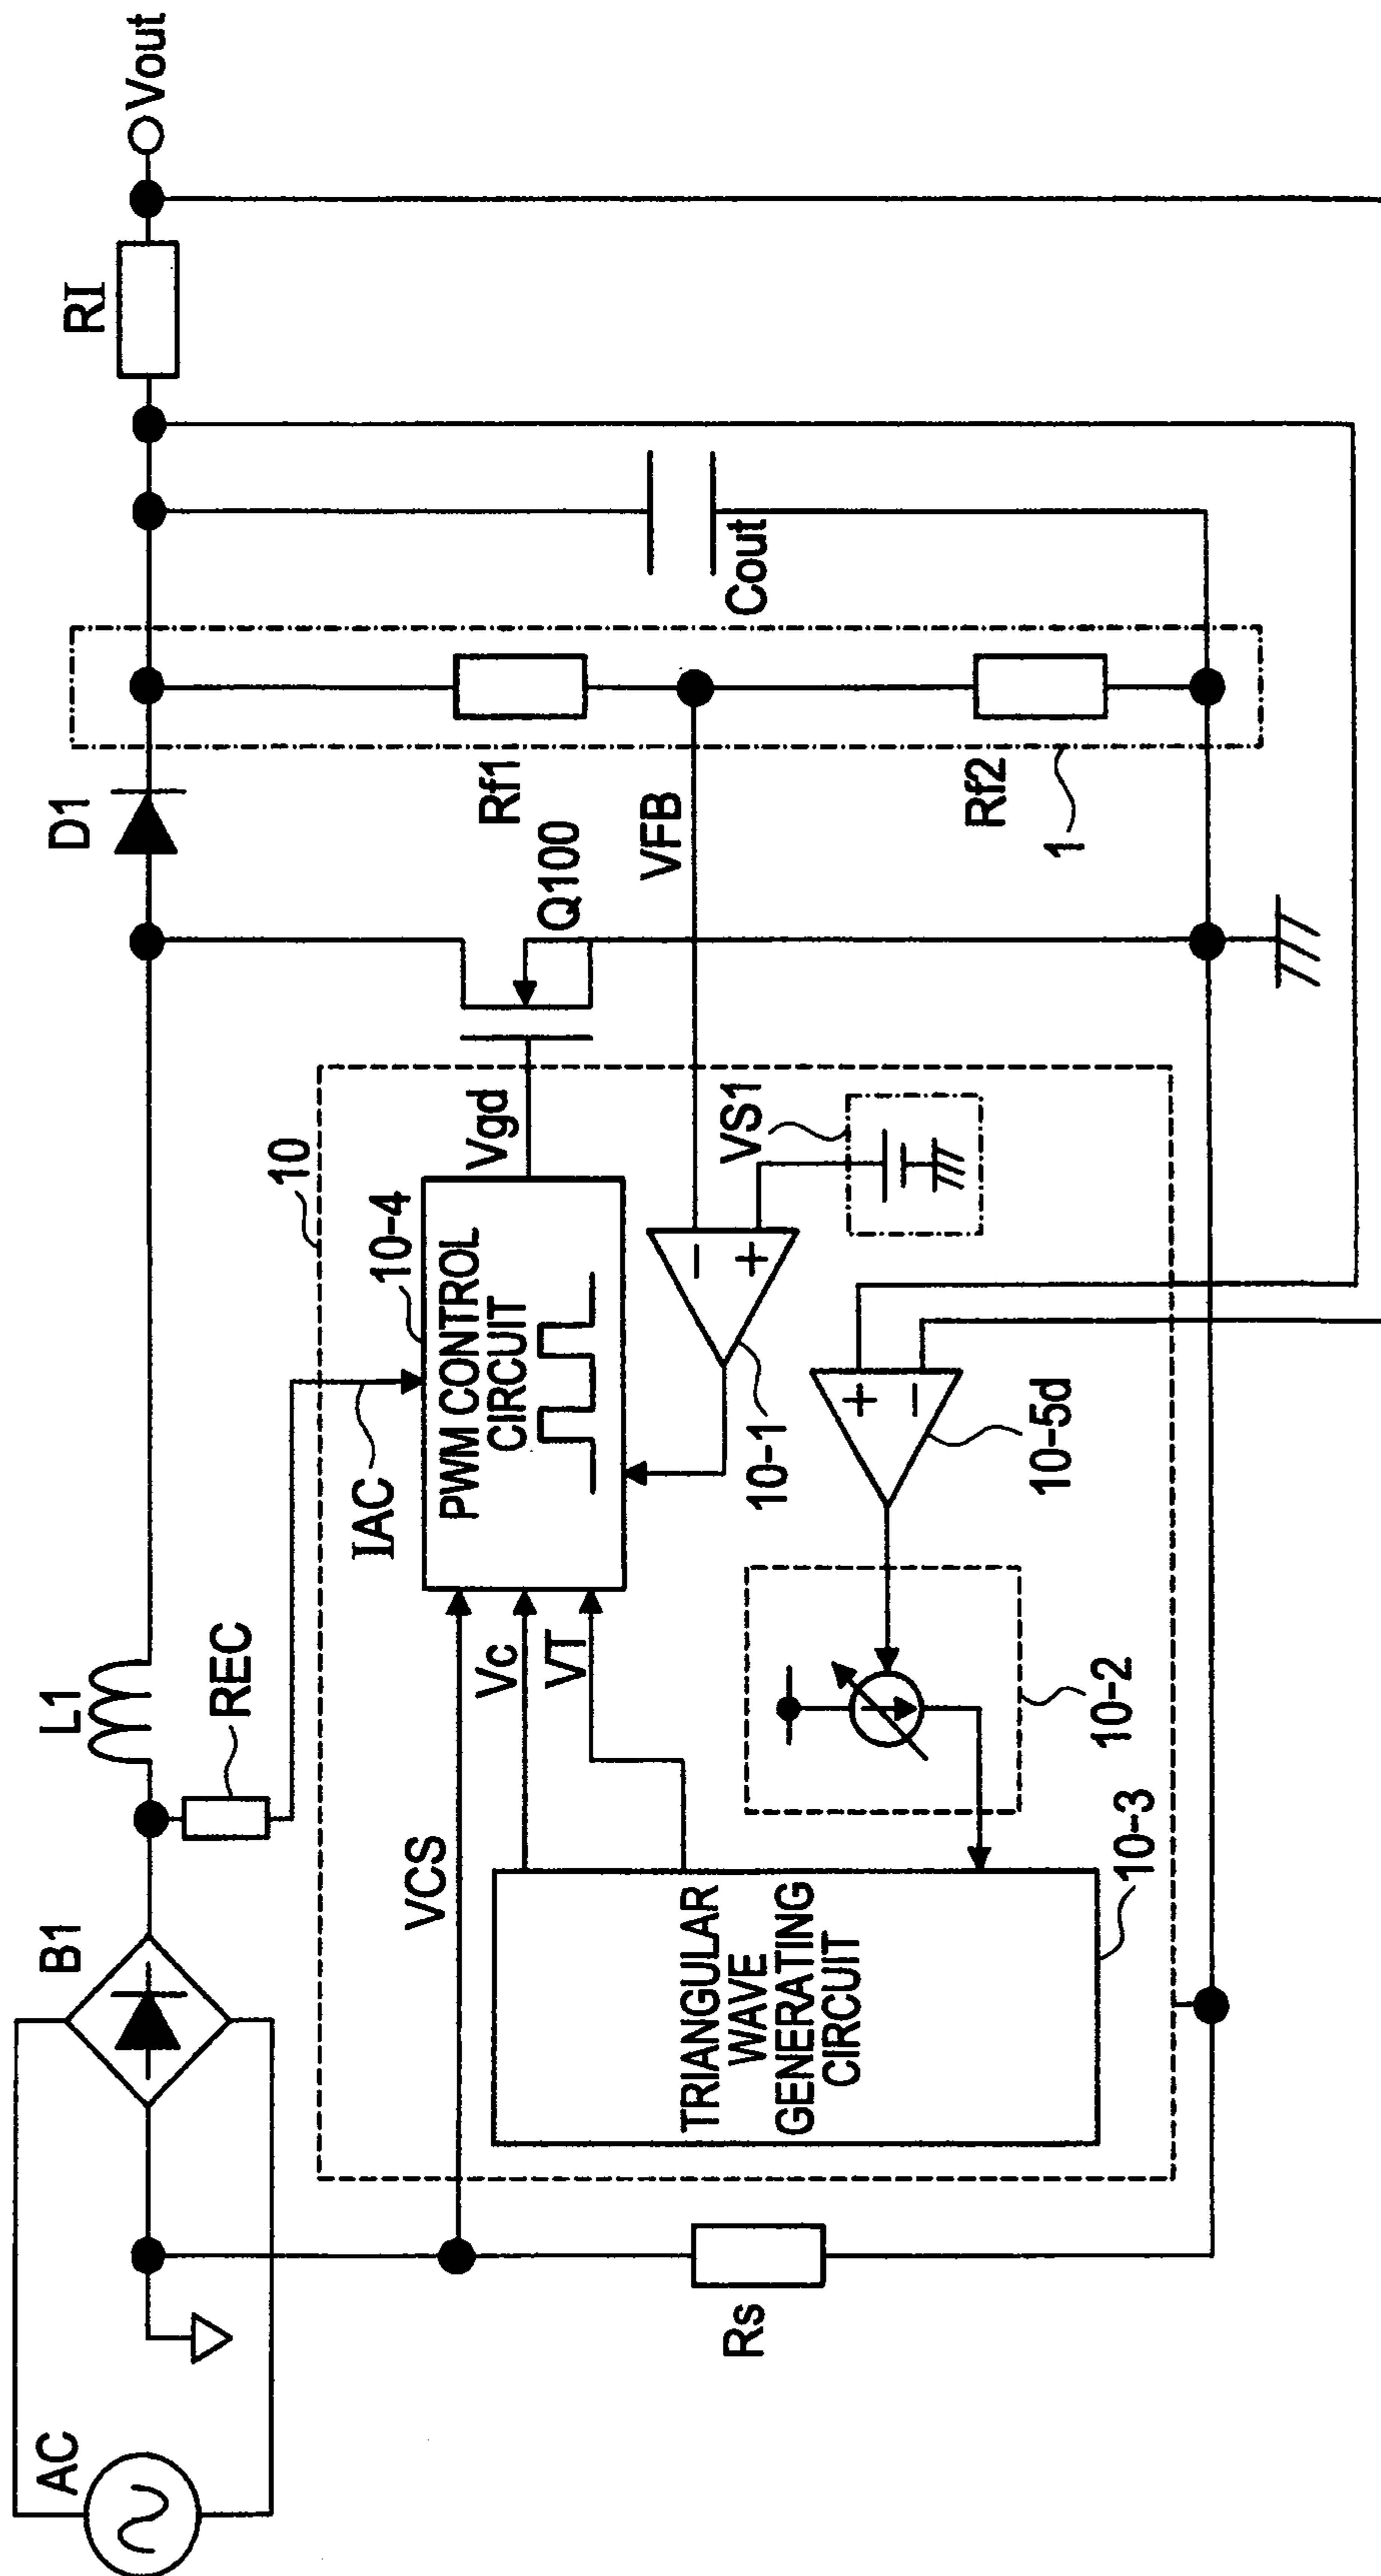 AC
B1
L1
REC
D1
RI
Vout
IAC
10
Vgd
Q100
10-4
PWM CONTROL
CIRCUIT
VCS
Vc
VT
VFB
Rf1
Rf2
1
Cout
VS1
-
+
10-1
+
-
10-5d
10-2
TRIANGULAR
WAVE
GENERATING
CIRCUIT
10-3
Rs